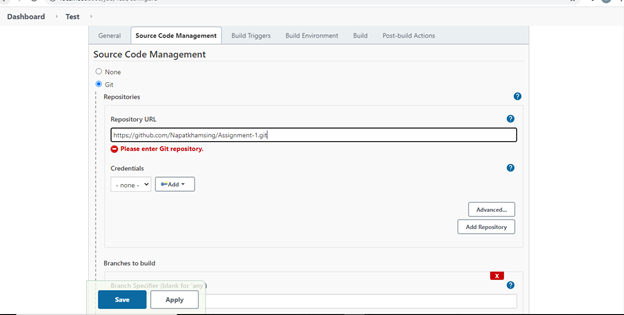 Dashboard › Test ›
General Source Code Management Build Triggers Build Environment Build Post-build Actions
Source Code Management
None
Git
Repositories
Repository URL
https://github.com/Napatkhamsing/Assignment-1.git
Please enter Git repository.
Credentials
- none - Add
Advanced...
Add Repository
Branches to build
X
Branch Specifier (blank for 'any')
Save Apply